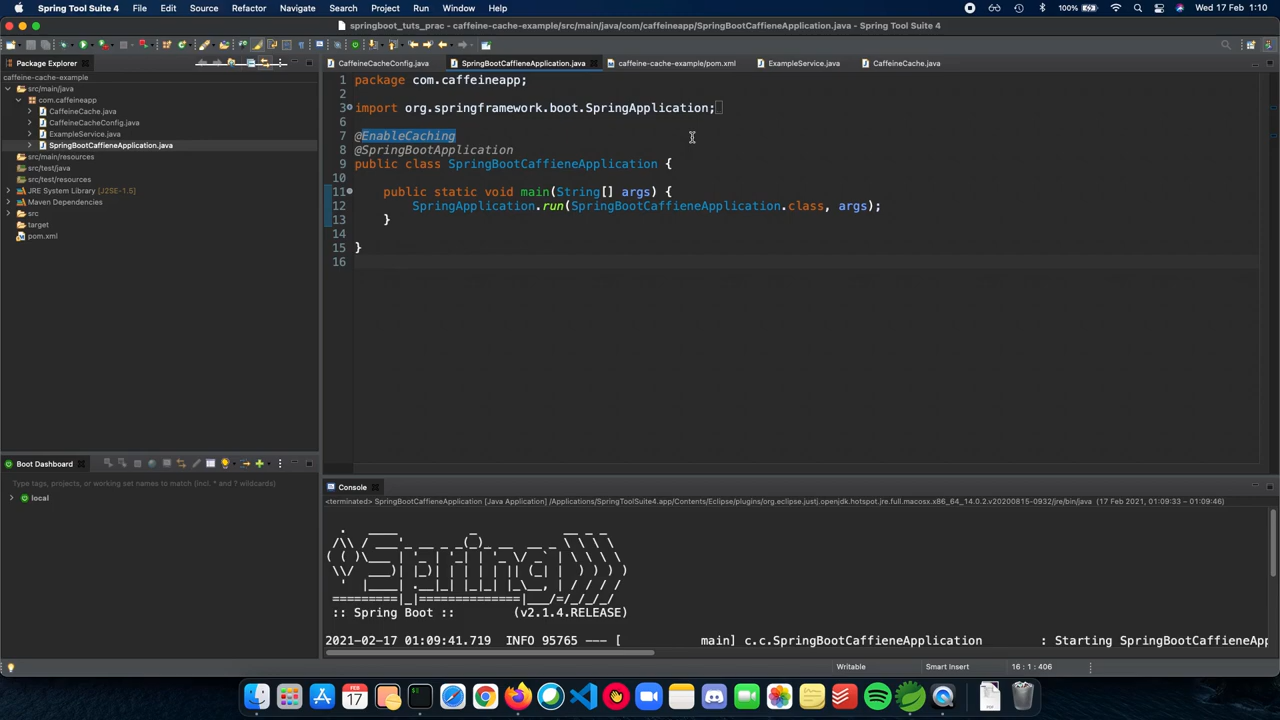 Spring Tool Suite 4 File Edit Source Refactor Navigate Search Project Run Window Help 100% Wed 17 Feb 1:10
springboot_tuts_prac - caffeine-cache-example/src/main/java/com/caffeineapp/SpringBootCaffieneApplication.java - Spring Tool Suite 4
Package Explorer
caffeine-cache-example
src/main/java
com.caffeineapp
CaffeineCache.java
CaffeineCacheConfig.java
ExampleService.java
SpringBootCaffieneApplication.java
src/main/resources
src/test/java
src/test/resources
JRE System Library [J2SE-1.5]
Maven Dependencies
src
target
pom.xml
Boot Dashboard
Type tags, projects, or working set names to match (incl. * and ? wildcards)
local
CaffeineCacheConfig.java SpringBootCaffieneApplication.java caffeine-cache-example/pom.xml ExampleService.java CaffeineCache.java
1 package com.caffeineapp;
2
3 import org.springframework.boot.SpringApplication;
6
7 @EnableCaching
8 @SpringBootApplication
9 public class SpringBootCaffieneApplication {
10
11 public static void main(String[] args) {
12 SpringApplication.run(SpringBootCaffieneApplication.class, args);
13 }
14
15 }
16
Console
<terminated> SpringBootCaffieneApplication [Java Application] /Applications/SpringToolSuite4.app/Contents/Eclipse/plugins/org.eclipse.justj.openjdk.hotspot.jre.full.macosx.x86_64_14.0.2.v20200815-0932/jre/bin/java (17 Feb 2021, 01:09:33 – 01:09:46)
Spring
:: Spring Boot :: (v2.1.4.RELEASE)
2021-02-17 01:09:41.719 INFO 95765 --- [ main] c.c.SpringBootCaffieneApplication : Starting SpringBootCaffieneApp
Writable Smart Insert 16 : 1 : 406
FEB
17